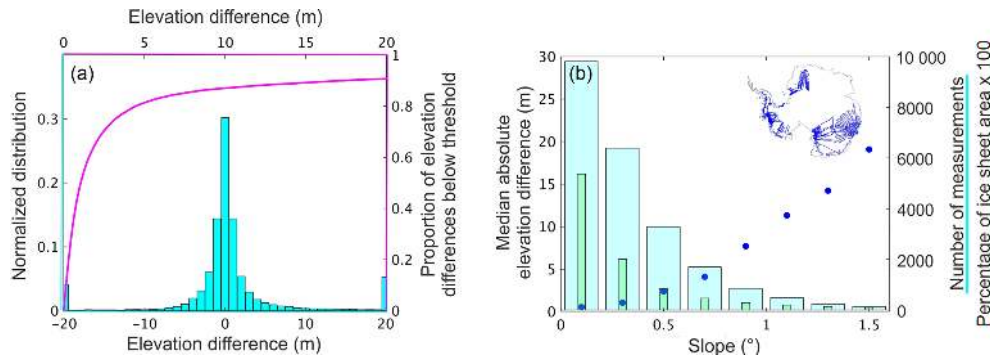 Elevation difference (m)
0 5 10 15 20
(a)
1
0.8
0.6
0.4
0.2
0
0.3
0.2
0.1
0
Normalized distribution
Proportion of elevation
differences below threshold
-20 -10 0 10 20
Elevation difference (m)
(b)
30
25
20
15
10
5
0
Median absolute
elevation difference (m)
10 000
8000
6000
4000
2000
0
Number of measurements
Percentage of ice sheet area x 100
0 0.5 1 1.5
Slope (°)